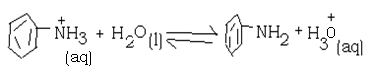 +NH3 (aq) + H2O(l) ⇌ NH2 + H3O+ (aq)